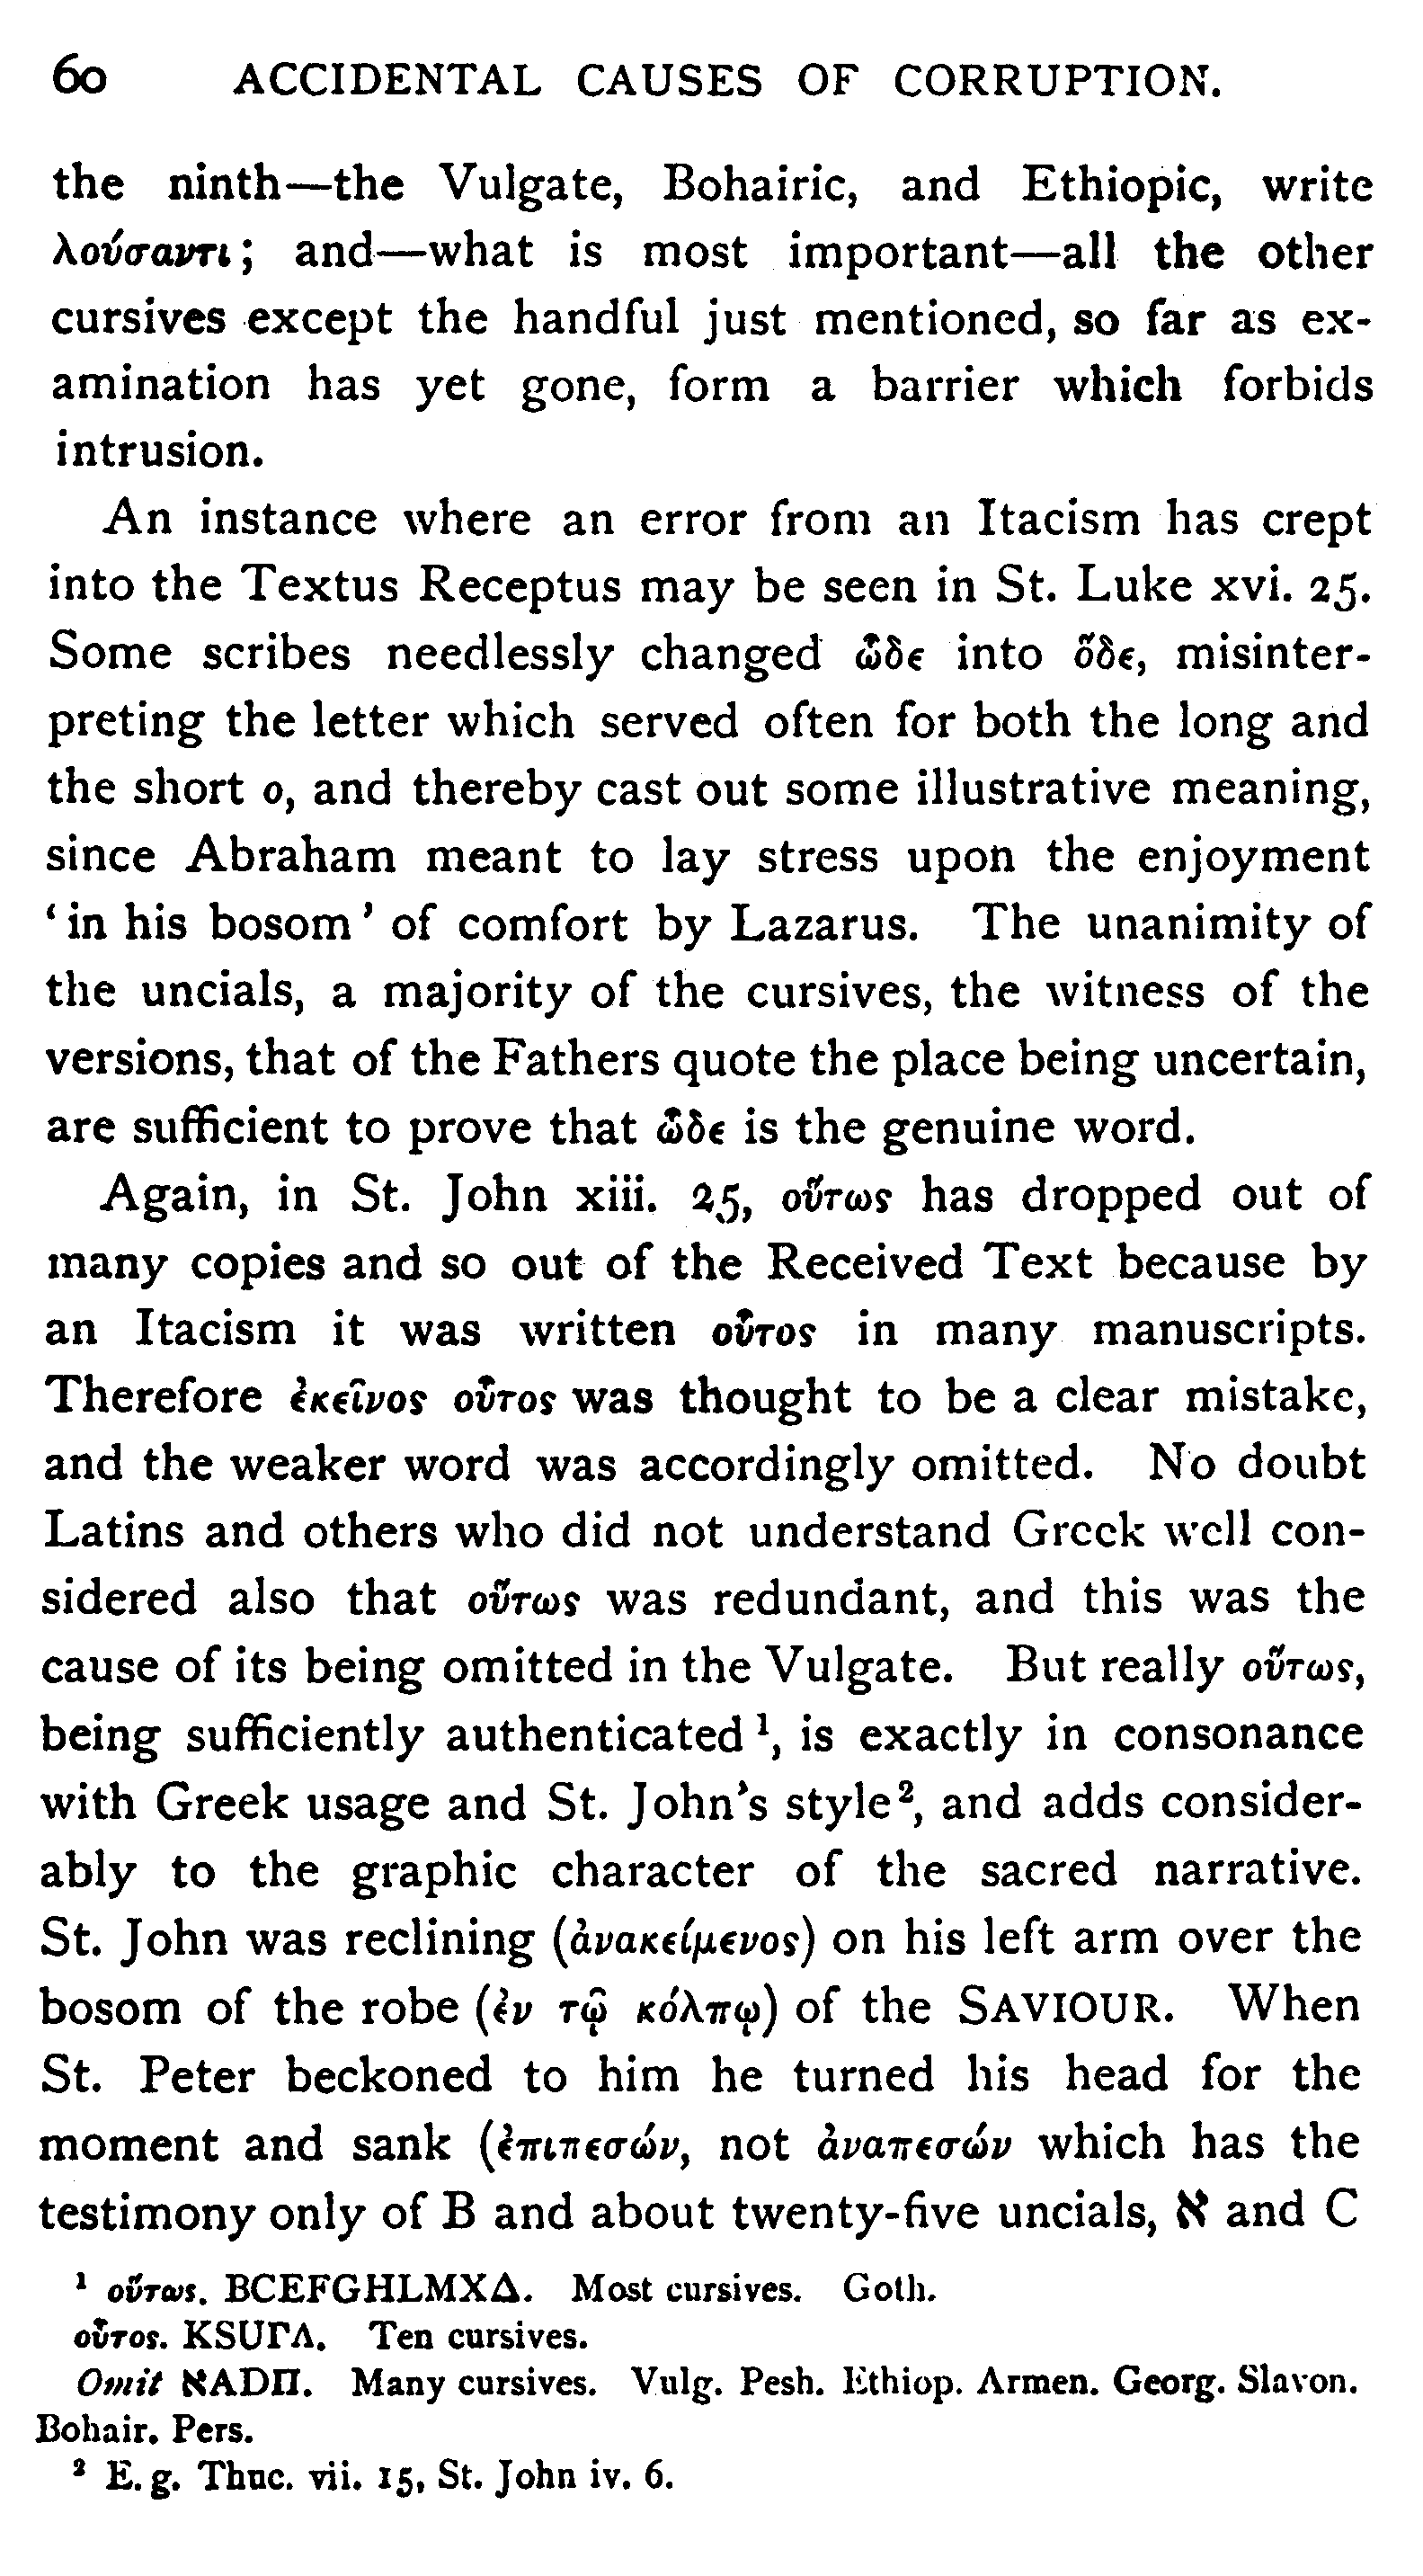 60 ACCIDENTAL CAUSES OF CORRUPTION.
the ninth—the Vulgate, Bohairic, and Ethiopic, write
λούσαντι; and—what is most important—all the other
cursives except the handful just mentioned, so far as ex-
amination has yet gone, form a barrier which forbids
intrusion.
An instance where an error from an Itacism has crept
into the Textus Receptus may be seen in St. Luke xvi. 25.
Some scribes needlessly changed ὧδε into ὅδε, misinter-
preting the letter which served often for both the long and
the short o, and thereby cast out some illustrative meaning,
since Abraham meant to lay stress upon the enjoyment
‘in his bosom’ of comfort by Lazarus. The unanimity of
the uncials, a majority of the cursives, the witness of the
versions, that of the Fathers quote the place being uncertain,
are sufficient to prove that ὧδε is the genuine word.
Again, in St. John xiii. 25, οὕτως has dropped out of
many copies and so out of the Received Text because by
an Itacism it was written οὗτος in many manuscripts.
Therefore ἐκεῖνος οὗτος was thought to be a clear mistake,
and the weaker word was accordingly omitted. No doubt
Latins and others who did not understand Greek well con-
sidered also that οὕτως was redundant, and this was the
cause of its being omitted in the Vulgate. But really οὕτως,
being sufficiently authenticated¹, is exactly in consonance
with Greek usage and St. John’s style², and adds consider-
ably to the graphic character of the sacred narrative.
St. John was reclining (ἀνακείμενος) on his left arm over the
bosom of the robe (ἐν τῷ κόλπῳ) of the SAVIOUR. When
St. Peter beckoned to him he turned his head for the
moment and sank (ἐπιπεσών, not ἀναπεσών which has the
testimony only of B and about twenty-five uncials, א and C
¹ οὕτως. BCEFGHLMXΔ. Most cursives. Goth.
οὗτος. KSUΓΛ. Ten cursives.
Omit אADΠ. Many cursives. Vulg. Pesh. Ethiop. Armen. Georg. Slavon.
Bohair. Pers.
² E. g. Thuc. vii. 15, St. John iv. 6.